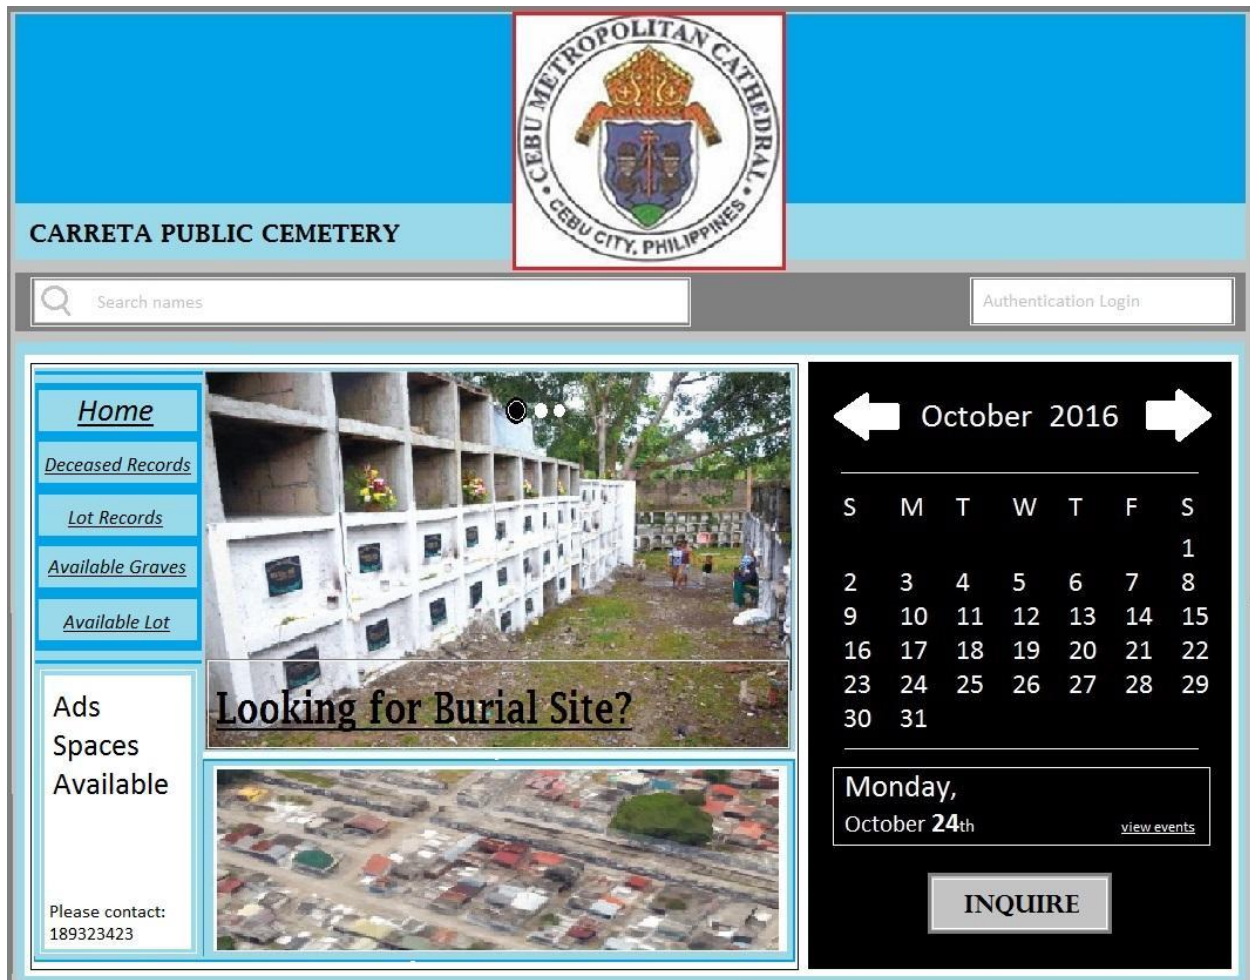 CEBU METROPOLITAN CATHEDRAL
CEBU CITY, PHILIPPINES
CARRETA PUBLIC CEMETERY
Search names
Authentication Login
Home
Deceased Records
Lot Records
Available Graves
Available Lot
Looking for Burial Site?
Ads
Spaces
Available
Please contact:
189323423
October 2016
S M T W T F S
1
2 3 4 5 6 7 8
9 10 11 12 13 14 15
16 17 18 19 20 21 22
23 24 25 26 27 28 29
30 31
Monday,
October 24th
view events
INQUIRE